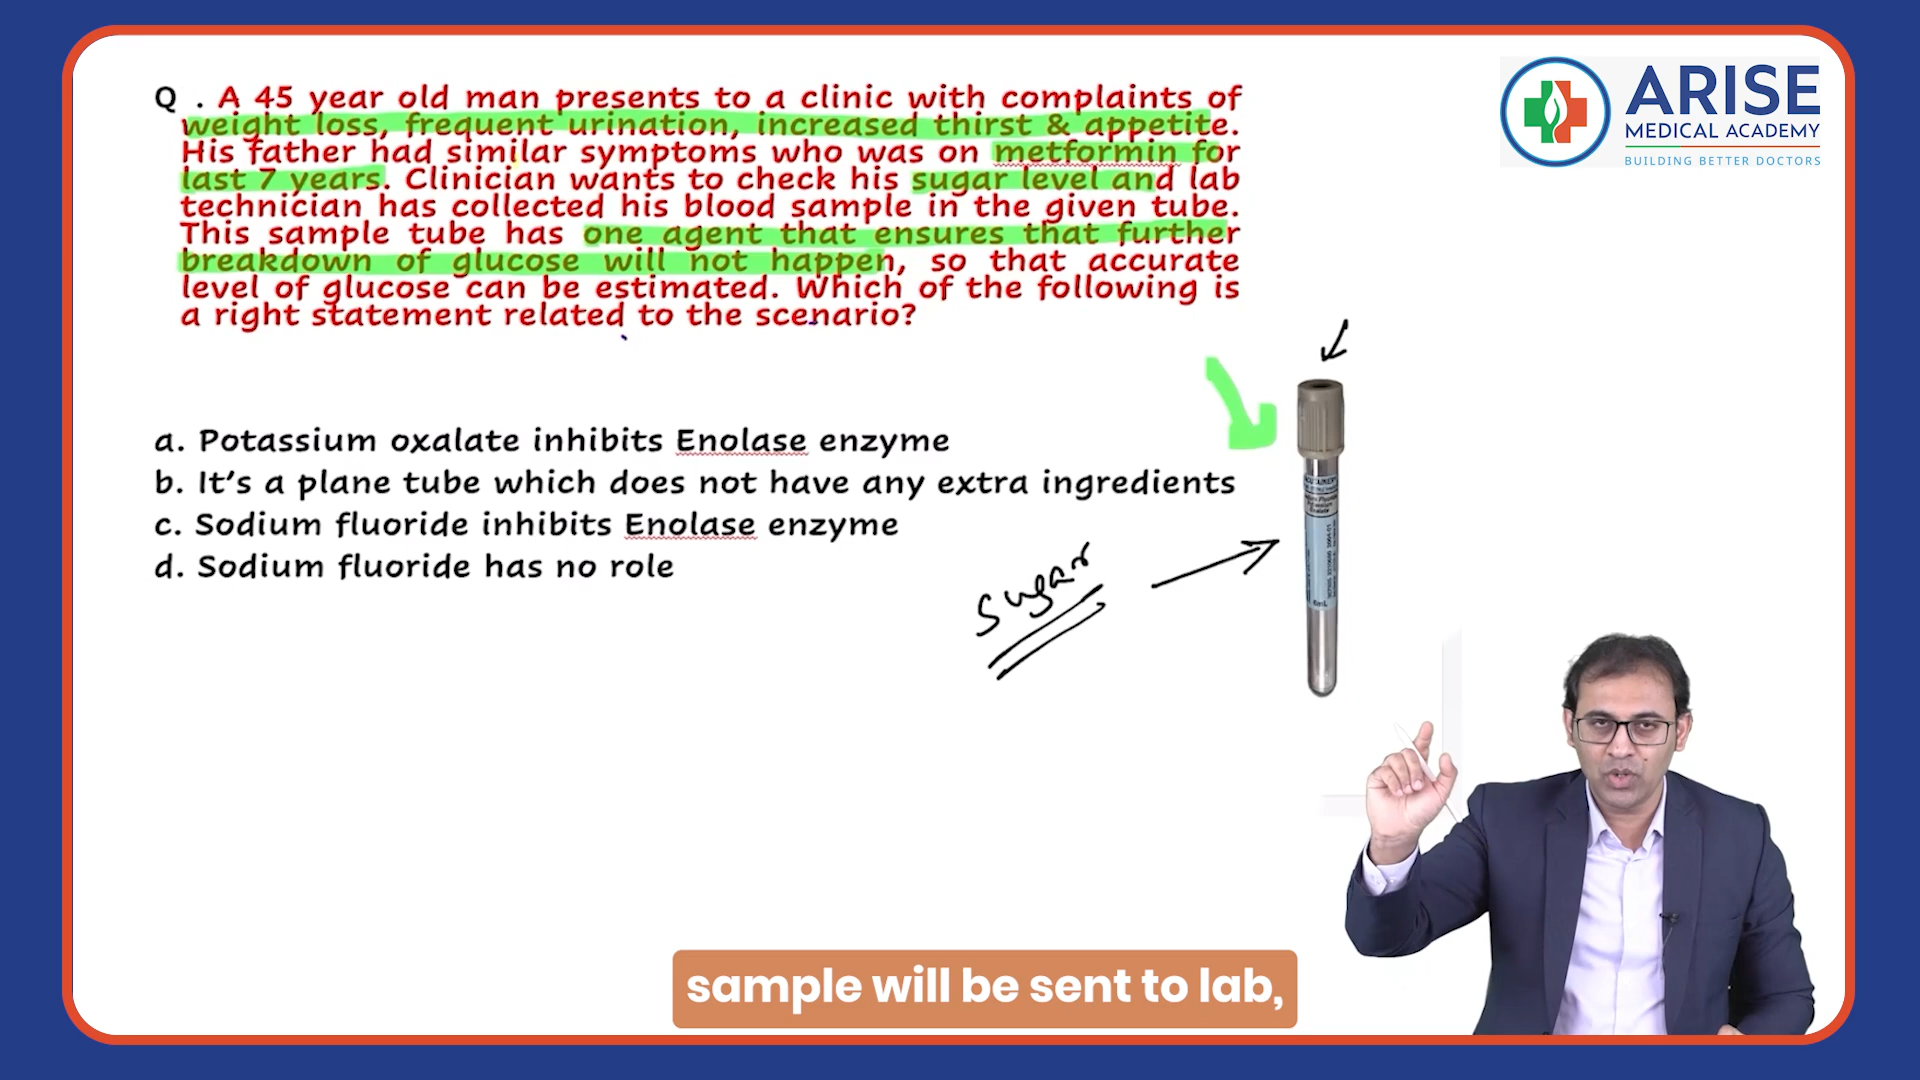 Q . A 45 year old man presents to a clinic with complaints of
weight loss, frequent urination, increased thirst & appetite.
His father had similar symptoms who was on metformin for
last 7 years. Clinician wants to check his sugar level and lab
technician has collected his blood sample in the given tube.
This sample tube has one agent that ensures that further
breakdown of glucose will not happen, so that accurate
level of glucose can be estimated. Which of the following is
a right statement related to the scenario?
a. Potassium oxalate inhibits Enolase enzyme
b. It's a plane tube which does not have any extra ingredients
c. Sodium fluoride inhibits Enolase enzyme
d. Sodium fluoride has no role
Sugar
ARISE
MEDICAL ACADEMY
BUILDING BETTER DOCTORS
sample will be sent to lab,